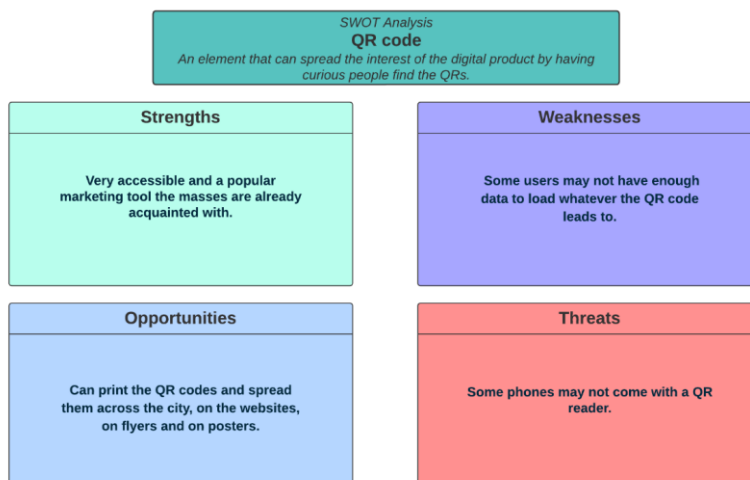 SWOT Analysis
QR code
An element that can spread the interest of the digital product by having
curious people find the QRs.
Strengths
Very accessible and a popular
marketing tool the masses are already
acquainted with.
Weaknesses
Some users may not have enough
data to load whatever the QR code
leads to.
Opportunities
Can print the QR codes and spread
them across the city, on the websites,
on flyers and on posters.
Threats
Some phones may not come with a QR
reader.